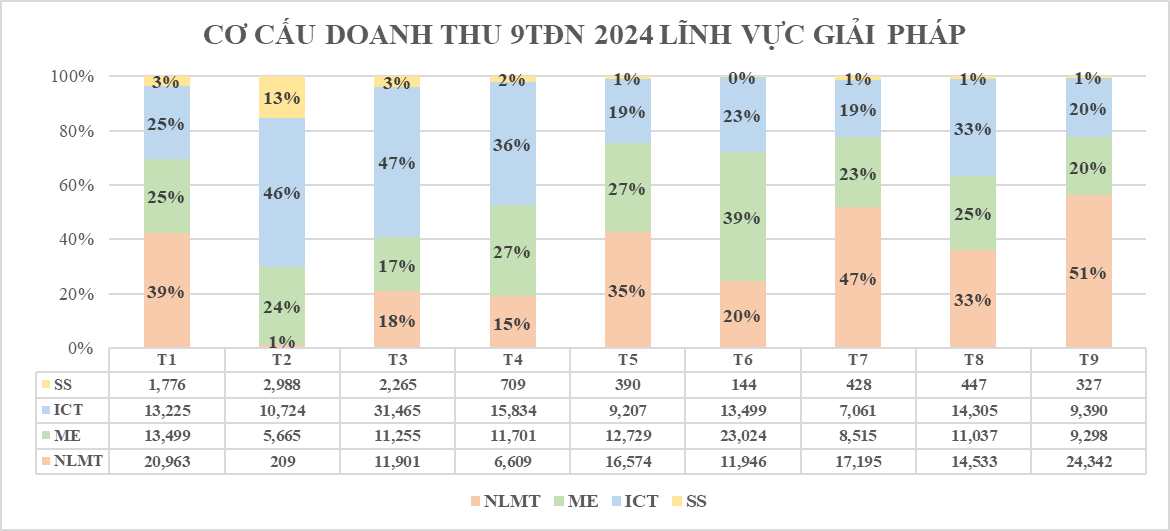 CƠ CẤU DOANH THU 9TĐN 2024 LĨNH VỰC GIẢI PHÁP
100% 3% 13% 3% 2% 1% 0% 1% 1% 1%
80% 25% 46% 47% 36% 19% 23% 19% 33% 20%
60% 25% 24% 17% 27% 27% 39% 23% 25% 20%
40% 39% 1% 18% 15% 35% 20% 47% 33% 51%
20%
0%
T1 T2 T3 T4 T5 T6 T7 T8 T9
SS 1,776 2,988 2,265 709 390 144 428 447 327
ICT 13,225 10,724 31,465 15,834 9,207 13,499 7,061 14,305 9,390
ME 13,499 5,665 11,255 11,701 12,729 23,024 8,515 11,037 9,298
NLMT 20,963 209 11,901 6,609 16,574 11,946 17,195 14,533 24,342
NLMT ME ICT SS